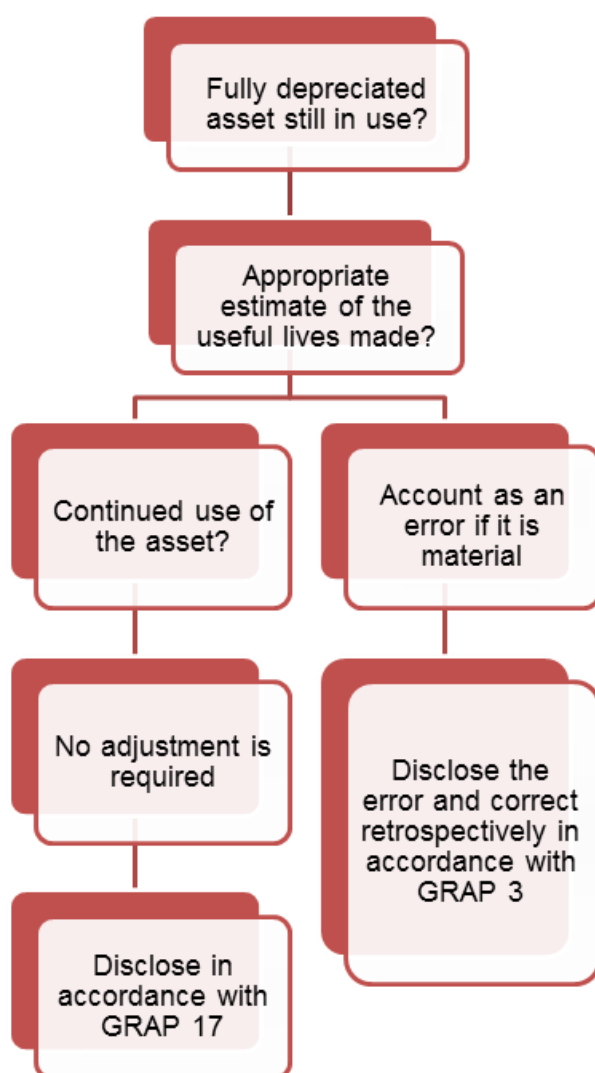 Fully depreciated
asset still in use?
Appropriate
estimate of the
useful lives made?
Continued use of
the asset?
No adjustment is
required
Disclose in
accordance with
GRAP 17
Account as an
error if it is
material
Disclose the
error and correct
retrospectively in
accordance with
GRAP 3